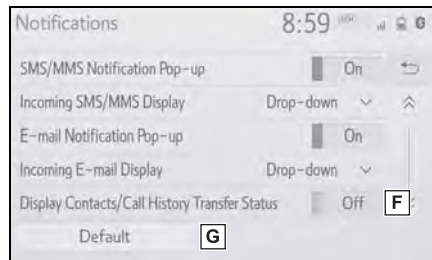 Notifications 8:59
SMS/MMS Notification Pop-up On
Incoming SMS/MMS Display Drop-down
E-mail Notification Pop-up On
Incoming E-mail Display Drop-down
Display Contacts/Call History Transfer Status Off F
Default G